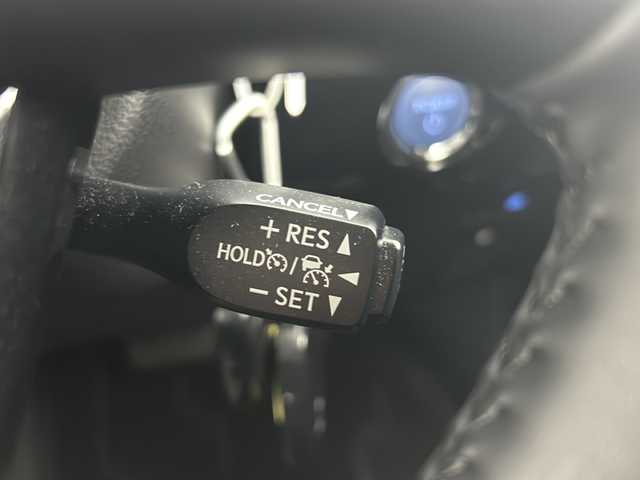 CANCEL▼
+ RES ▲
HOLD / ◀
− SET ▼